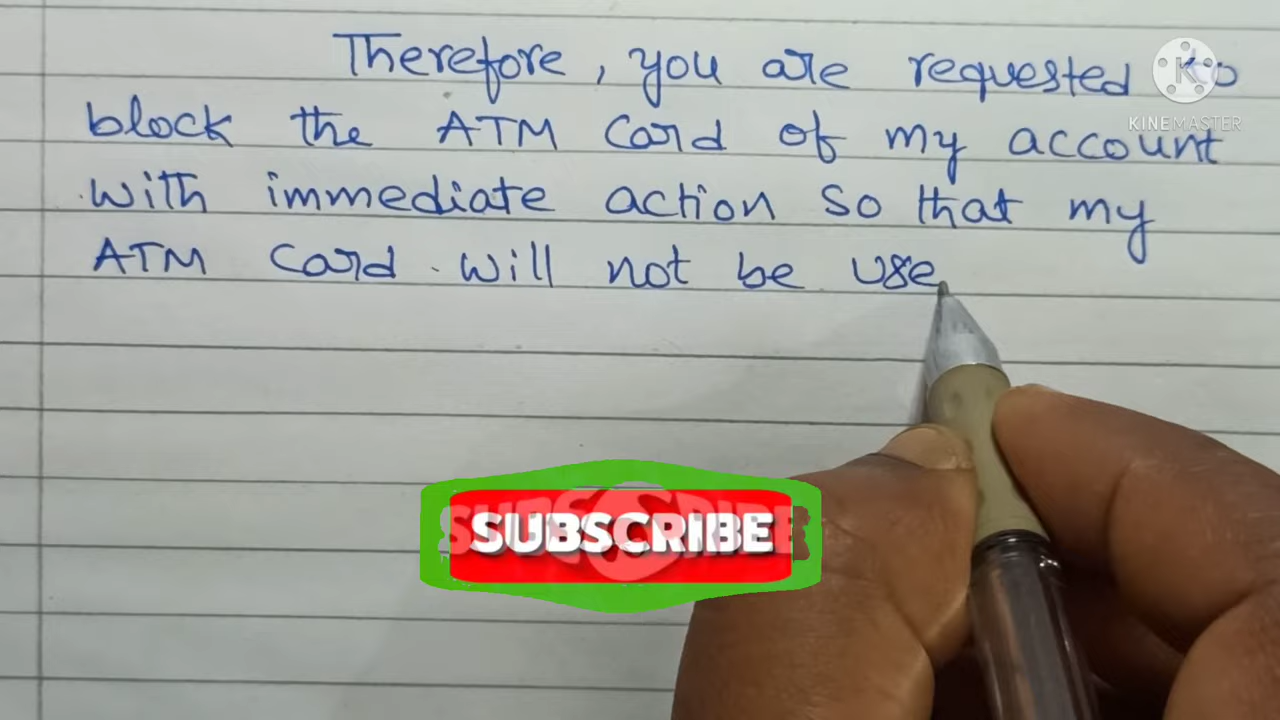 Therefore, you are requested to
block the ATM Card of my account
with immediate action so that my
ATM Card will not be use
K
KINEMASTER
SUBSCRIBE